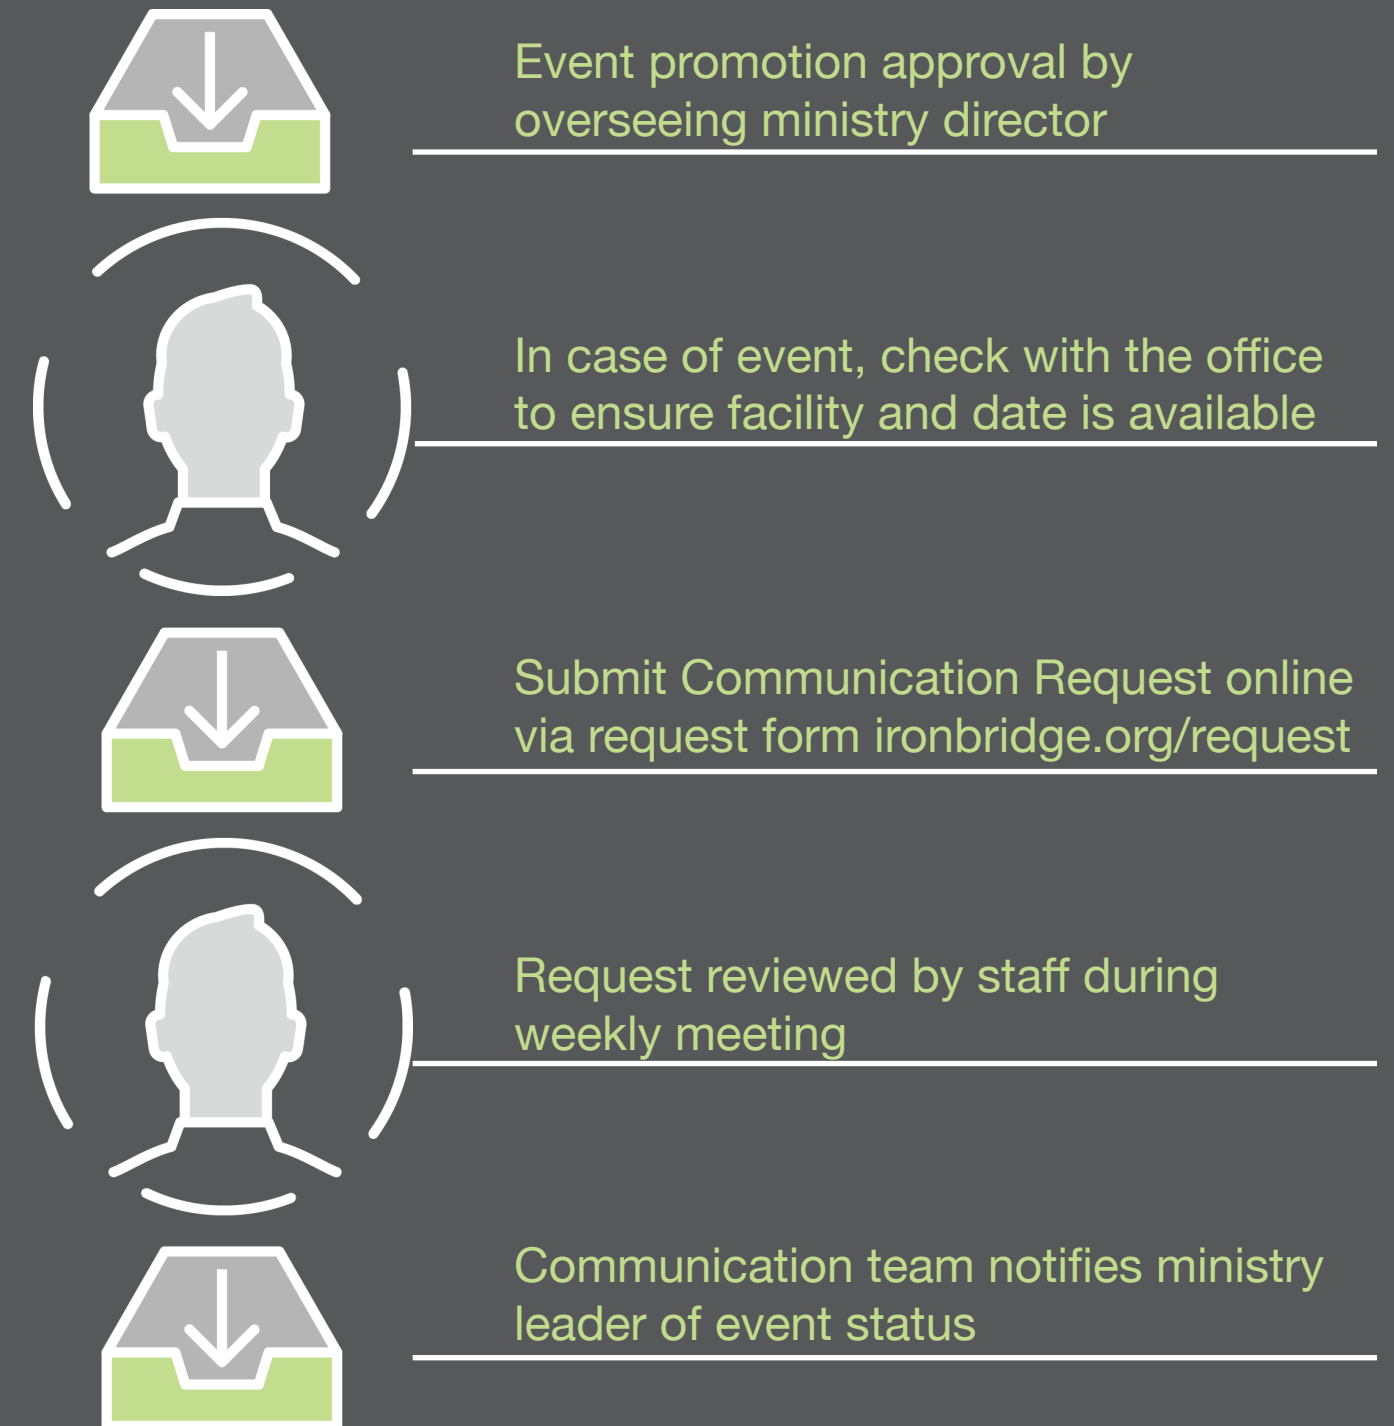 Event promotion approval by
overseeing ministry director
In case of event, check with the office
to ensure facility and date is available
Submit Communication Request online
via request form ironbridge.org/request
Request reviewed by staff during
weekly meeting
Communication team notifies ministry
leader of event status